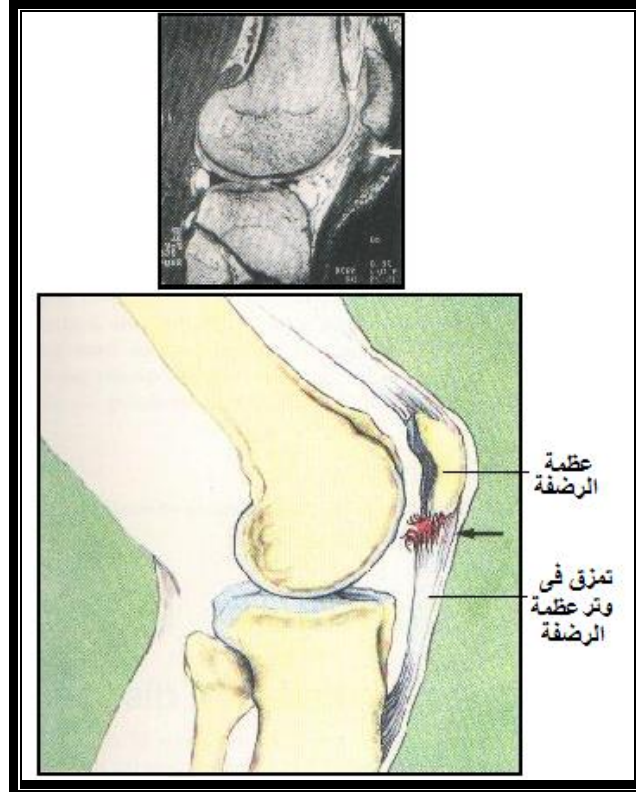 عظمة
الرضفة
تمزق فى
وتر عظمة
الرضفة